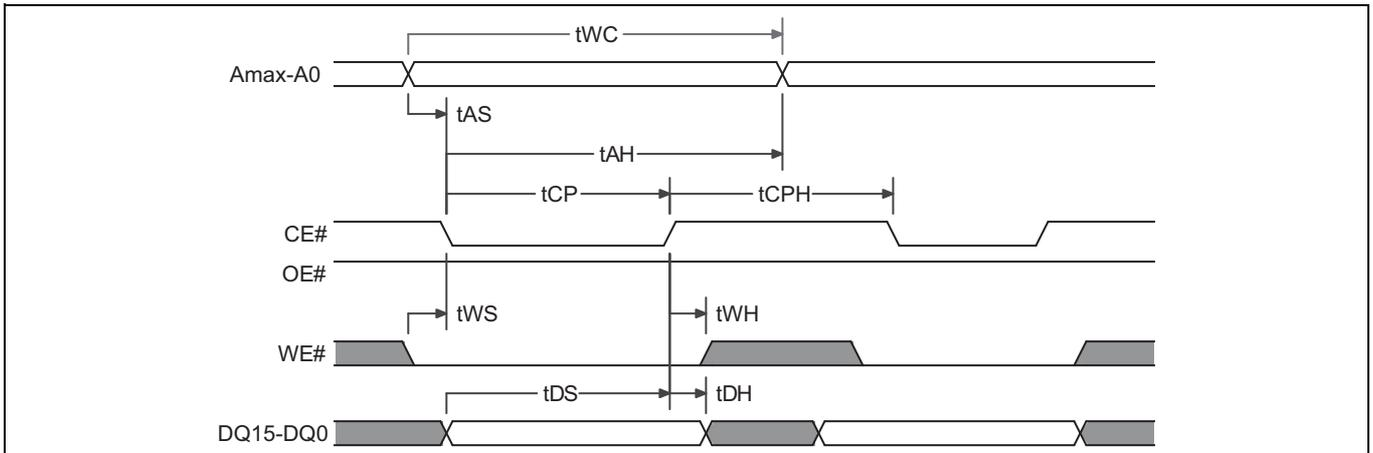 tWC
Amax-A0
tAS
tAH
tCP tCPH
CE#
OE#
tWS tWH
WE#
tDS tDH
DQ15-DQ0